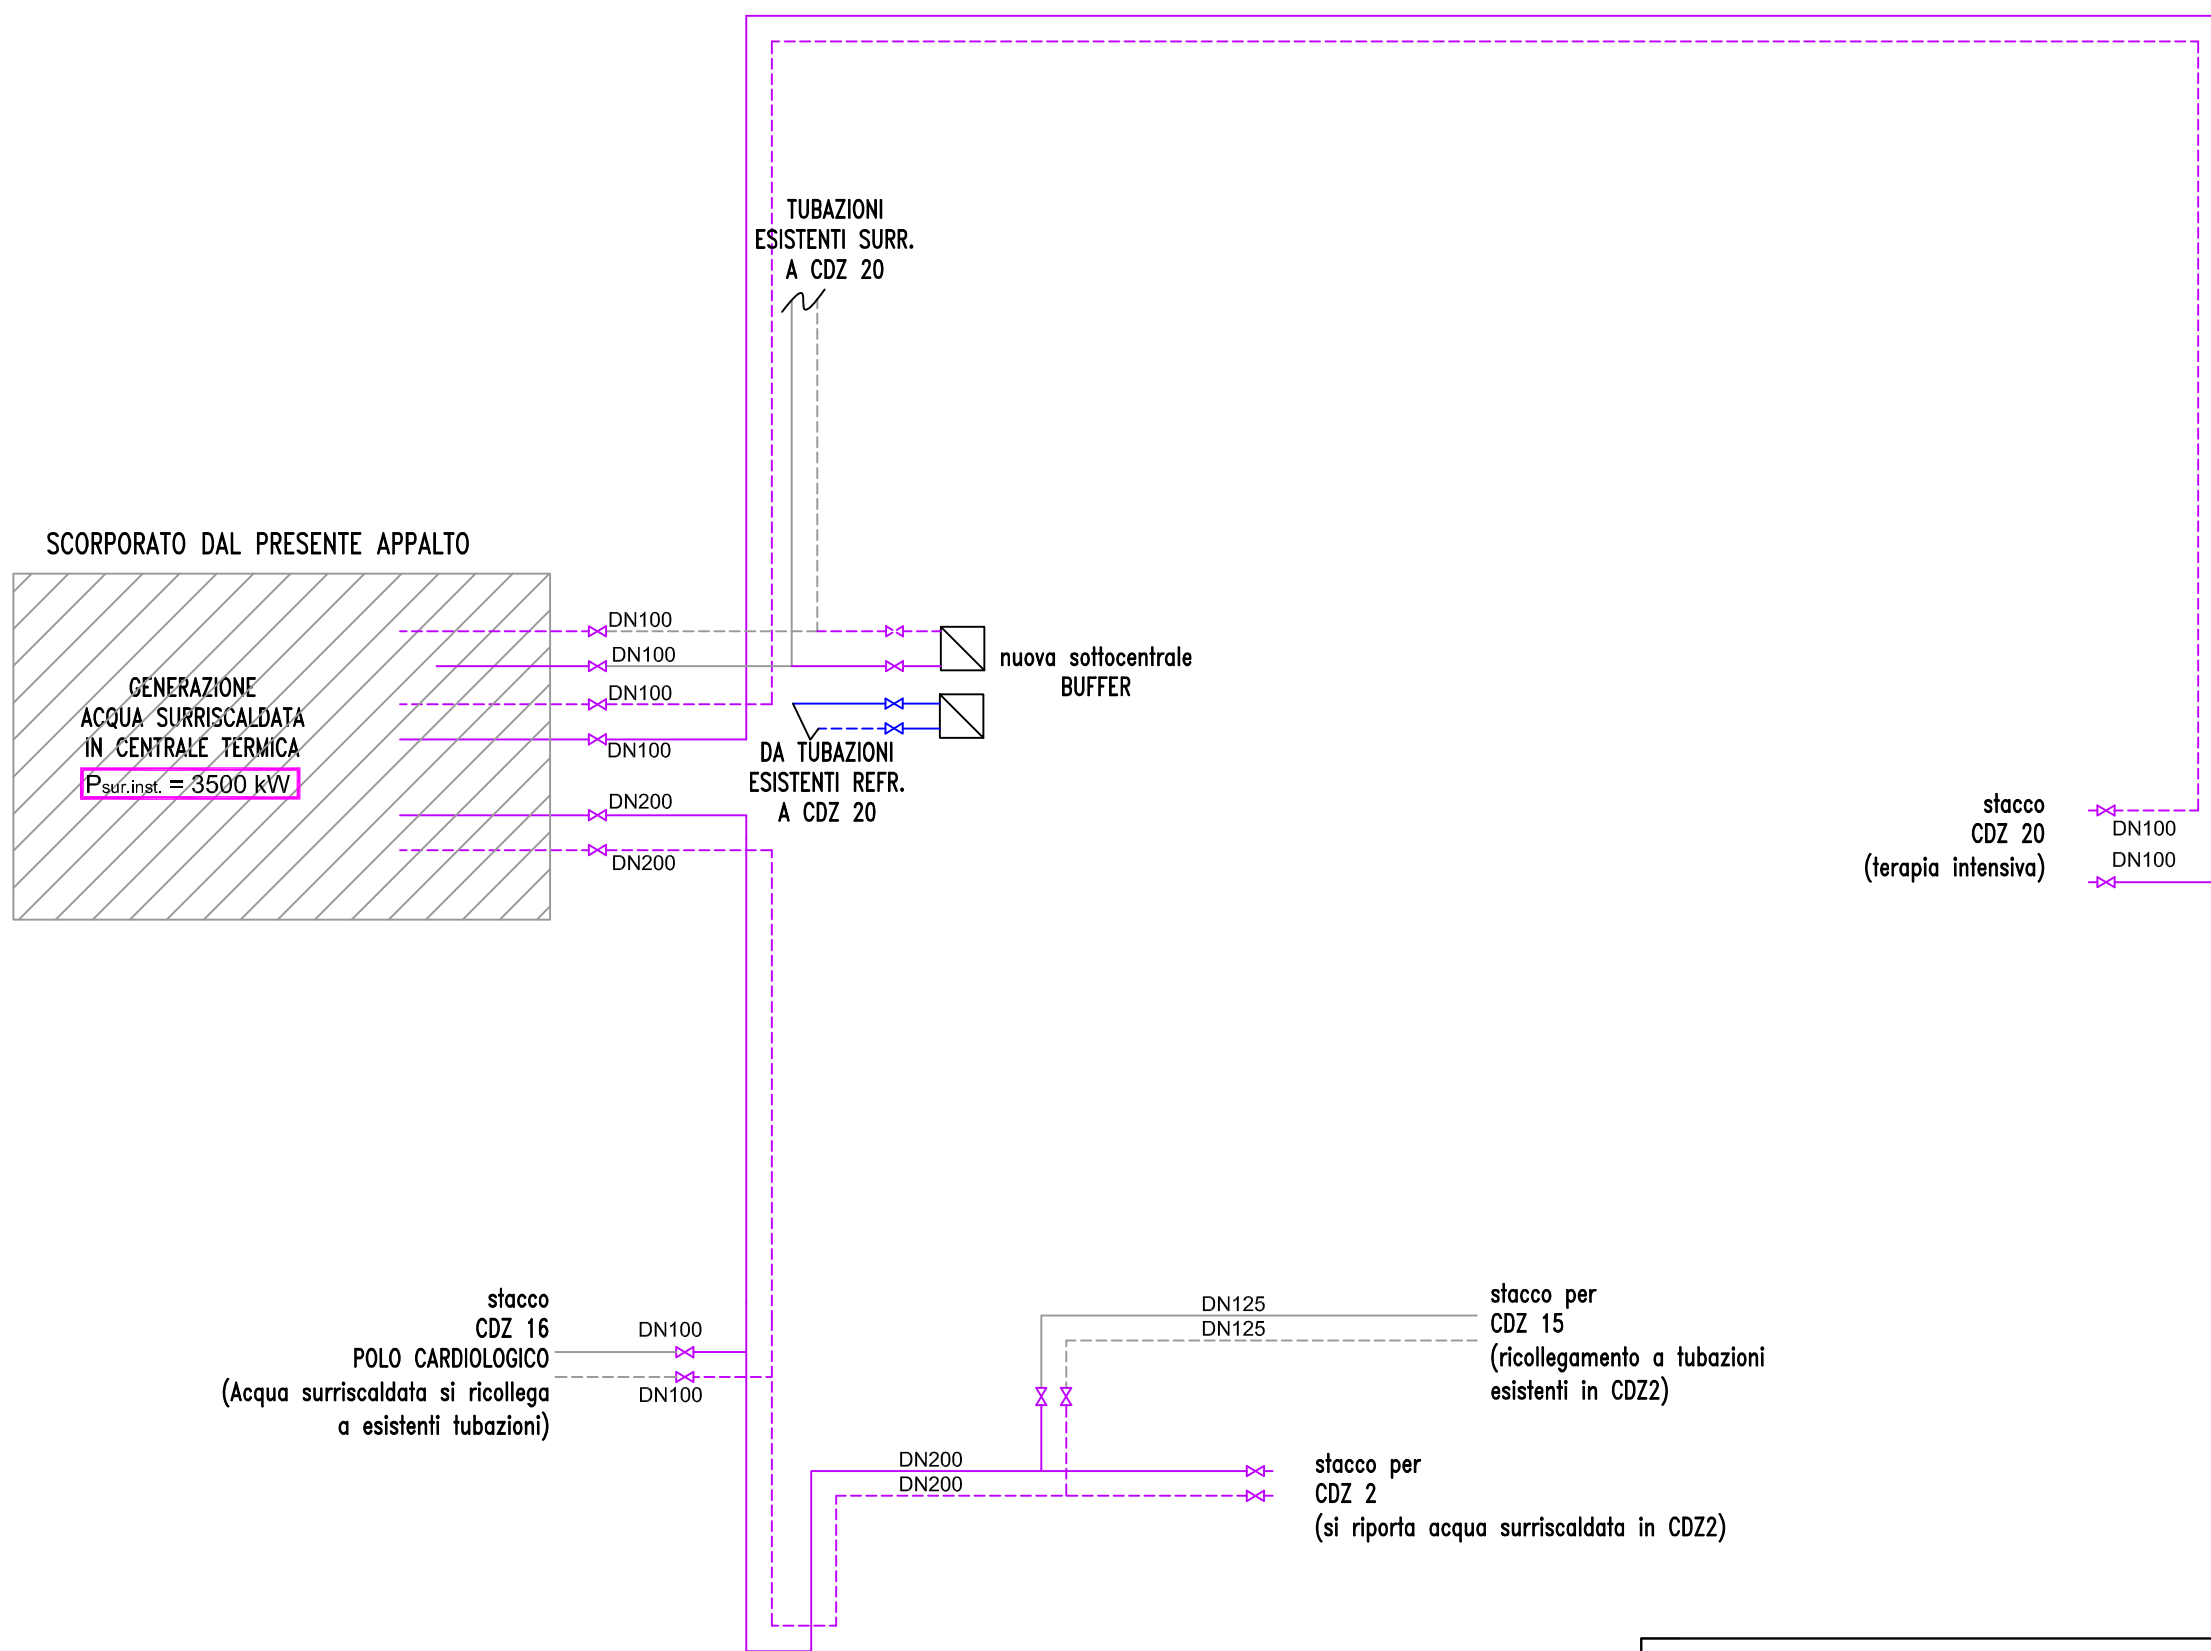 TUBAZIONI
ESISTENTI SURR.
A CDZ 20
SCORPORATO DAL PRESENTE APPALTO
DN100
DN100
DN100
DN100
DN200
DN200
GENERAZIONE
ACQUA SURRISCALDATA
IN CENTRALE TERMICA
Psur.inst. = 3500 kW
nuova sottocentrale
BUFFER
DA TUBAZIONI
ESISTENTI REFR.
A CDZ 20
stacco
CDZ 20
(terapia intensiva)
DN100
DN100
stacco
CDZ 16
POLO CARDIOLOGICO
(Acqua surriscaldata si ricollega
a esistenti tubazioni)
DN100
DN100
DN125
DN125
stacco per
CDZ 15
(ricollegamento a tubazioni
esistenti in CDZ2)
DN200
DN200
stacco per
CDZ 2
(si riporta acqua surriscaldata in CDZ2)